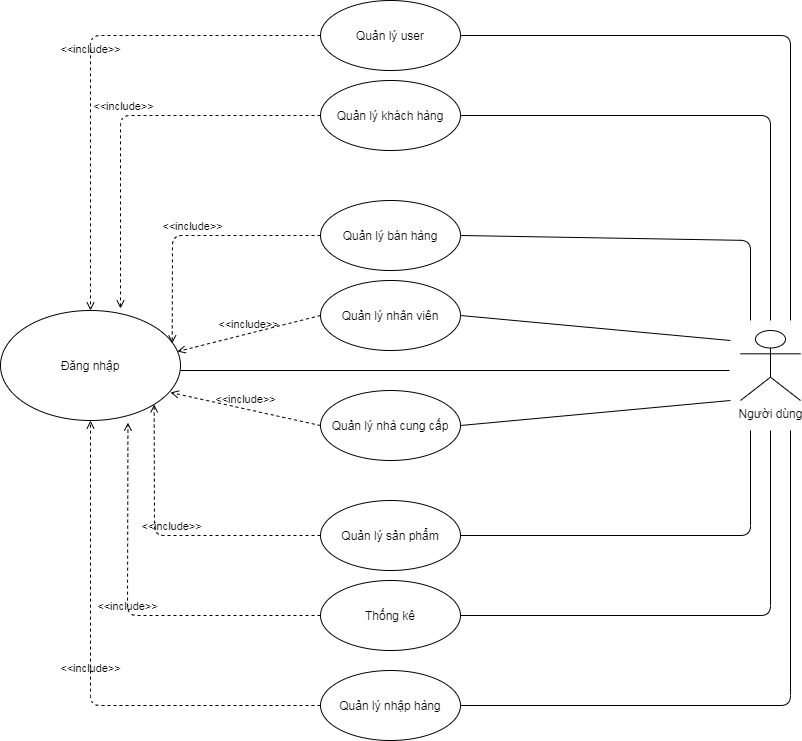 Quản lý user
<<include>>
<<include>>
Quản lý khách hàng
<<include>>
Quản lý bán hàng
<<include>>
Quản lý nhân viên
Đăng nhập
<<include>>
Người dùng
Quản lý nhà cung cấp
<<include>>
Quản lý sản phẩm
<<include>>
Thống kê
<<include>>
Quản lý nhập hàng